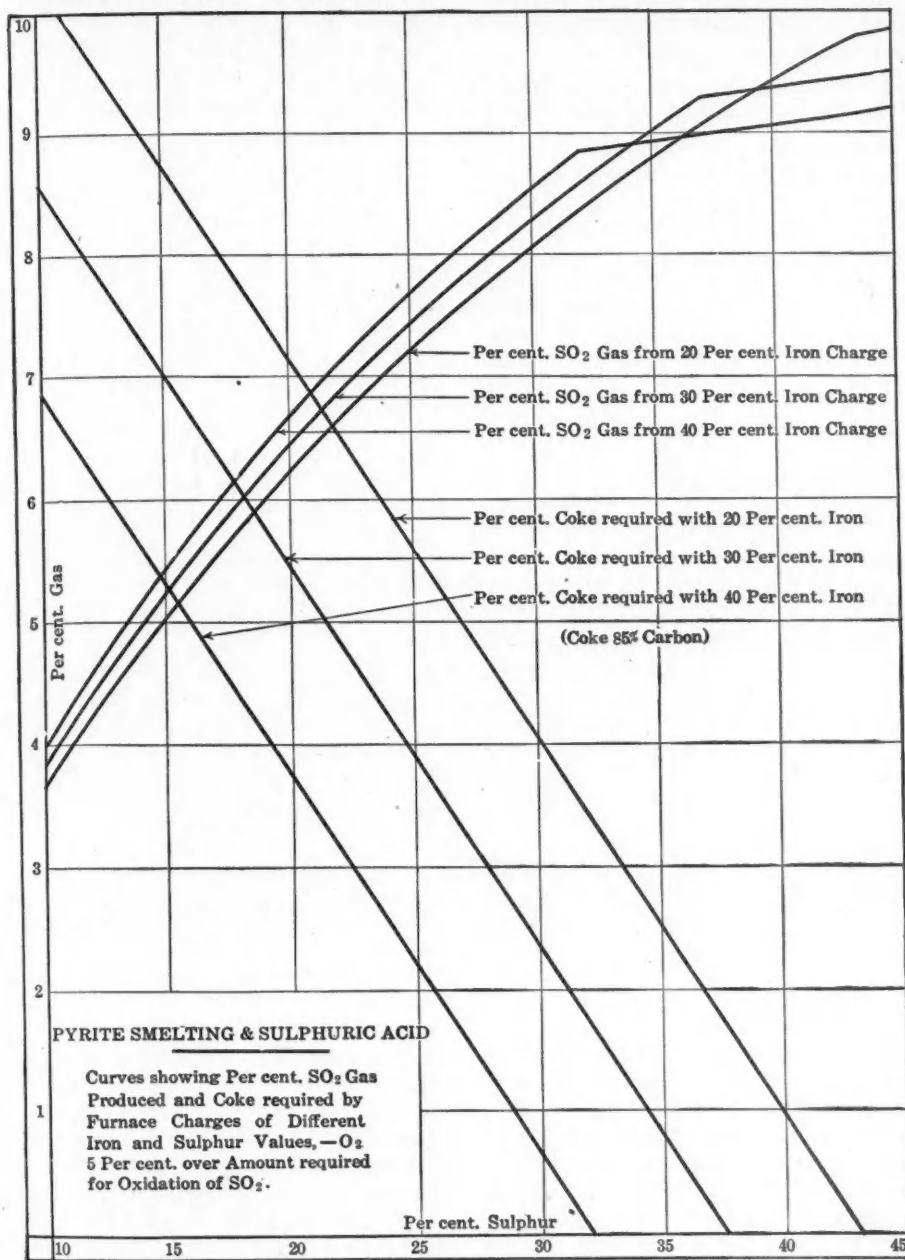 10
9
8
7
6
5
4
3
2
1
Per cent. Gas
Per cent. SO₂ Gas from 20 Per cent. Iron Charge
Per cent. SO₂ Gas from 30 Per cent. Iron Charge
Per cent. SO₂ Gas from 40 Per cent. Iron Charge
Per cent. Coke required with 20 Per cent. Iron
Per cent. Coke required with 30 Per cent. Iron
Per cent. Coke required with 40 Per cent. Iron
(Coke 85% Carbon)
PYRITE SMELTING & SULPHURIC ACID
Curves showing Per cent. SO₂ Gas
Produced and Coke required by
Furnace Charges of Different
Iron and Sulphur Values,—O₂
5 Per cent. over Amount required
for Oxidation of SO₂.
Per cent. Sulphur
10 15 20 25 30 35 40 45